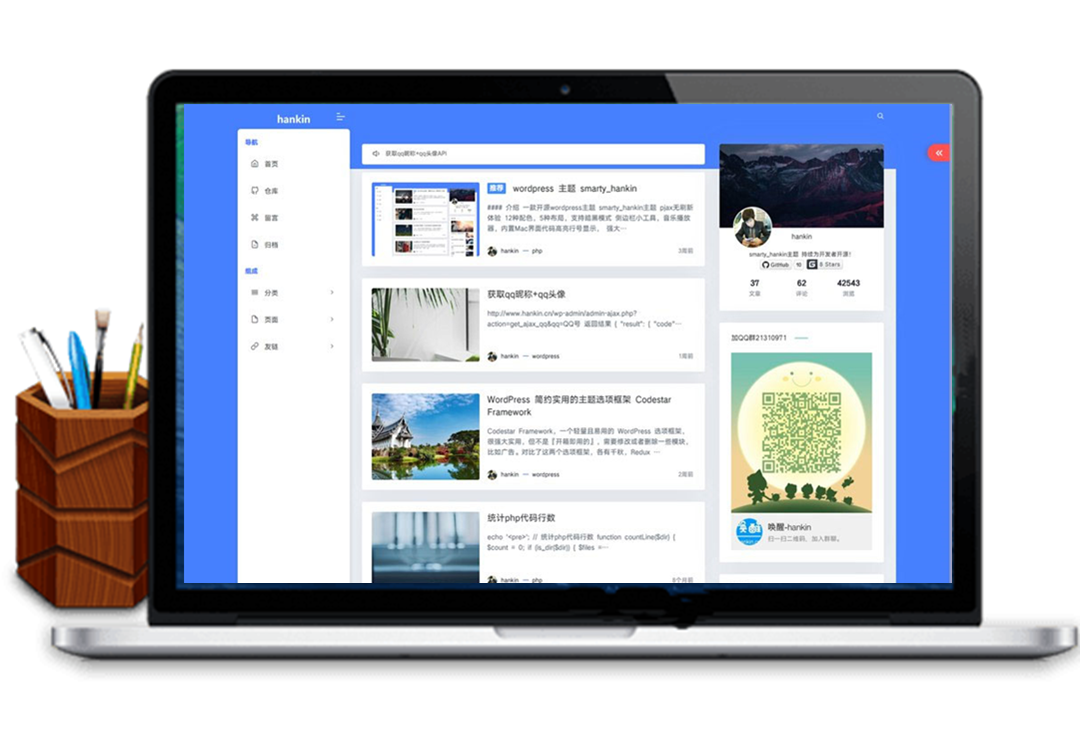 hankin
导航
首页
仓库
留言
归档
组成
分类
页面
友链
获取qq昵称+qq头像API
推荐 wordpress 主题 smarty_hankin
#### 介绍 一款开源wordpress主题 smarty_hankin主题 pjax无刷新
体验 12种配色，5种布局，支持暗黑模式 侧边栏小工具，音乐播放
器，内置Mac界面代码高亮行号显示， 强大…
hankin — php 3周前
获取qq昵称+qq头像
http://www.hankin.cn/wp-admin/admin-ajax.php?
action=get_ajax_qq&qq=QQ号 返回结果 { "result": { "code"…
hankin — wordpress 1周前
WordPress 简约实用的主题选项框架 Codestar
Framework
Codestar Framework，一个轻量且易用的 WordPress 选项框架，
很强大实用，但不是『开箱即用的』，需要修改或者删除一些模块，
比如广告。对比了这两个选项框架，各有千秋，Redux …
hankin — wordpress 2周前
统计php代码行数
echo '<pre>'; // 统计php代码行数 function countLine($dir) {
$count = 0; if (is_dir($dir)) { $files =…
hankin — php 6个月前
hankin
smarty_hankin主题 持续为开发者开源！
GitHub 10 8 Stars
37 62 42543
文章 评论 浏览
加QQ群21310971
唤醒-hankin
扫一扫二维码，加入群聊。